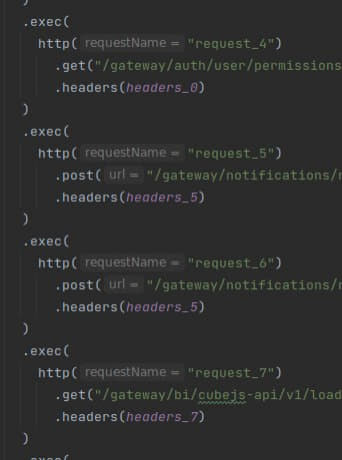 )
.exec(
http( requestName = "request_4")
.get("/gateway/auth/user/permissions
.headers(headers_0)
)
.exec(
http( requestName = "request_5")
.post( url = "/gateway/notifications/
.headers(headers_5)
)
.exec(
http( requestName = "request_6")
.post( url = "/gateway/notifications/
.headers(headers_5)
)
.exec(
http( requestName = "request_7")
.get("/gateway/bi/cubejs-api/v1/load
.headers(headers_7)
)
.exec(